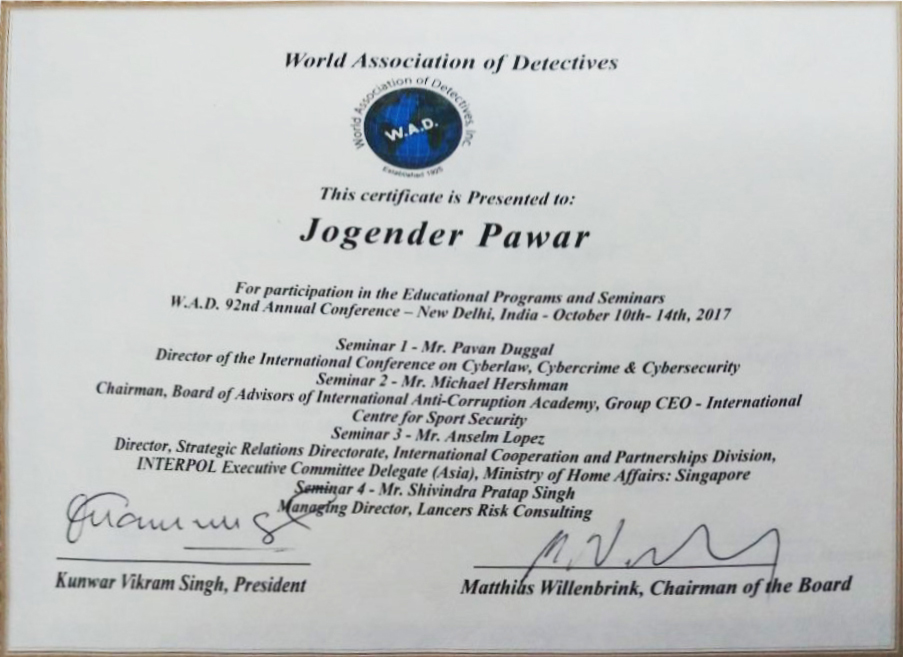 World Association of Detectives
World Association of Detectives, Inc.
W.A.D.
Established 1925
This certificate is Presented to:
Jogender Pawar
For participation in the Educational Programs and Seminars
W.A.D. 92nd Annual Conference – New Delhi, India - October 10th- 14th, 2017
Seminar 1 - Mr. Pavan Duggal
Director of the International Conference on Cyberlaw, Cybercrime & Cybersecurity
Seminar 2 - Mr. Michael Hershman
Chairman, Board of Advisors of International Anti-Corruption Academy, Group CEO - International
Centre for Sport Security
Seminar 3 - Mr. Anselm Lopez
Director, Strategic Relations Directorate, International Cooperation and Partnerships Division,
INTERPOL Executive Committee Delegate (Asia), Ministry of Home Affairs: Singapore
Seminar 4 - Mr. Shivindra Pratap Singh
Managing Director, Lancers Risk Consulting
Kunwar Vikram Singh, President
Matthias Willenbrink, Chairman of the Board